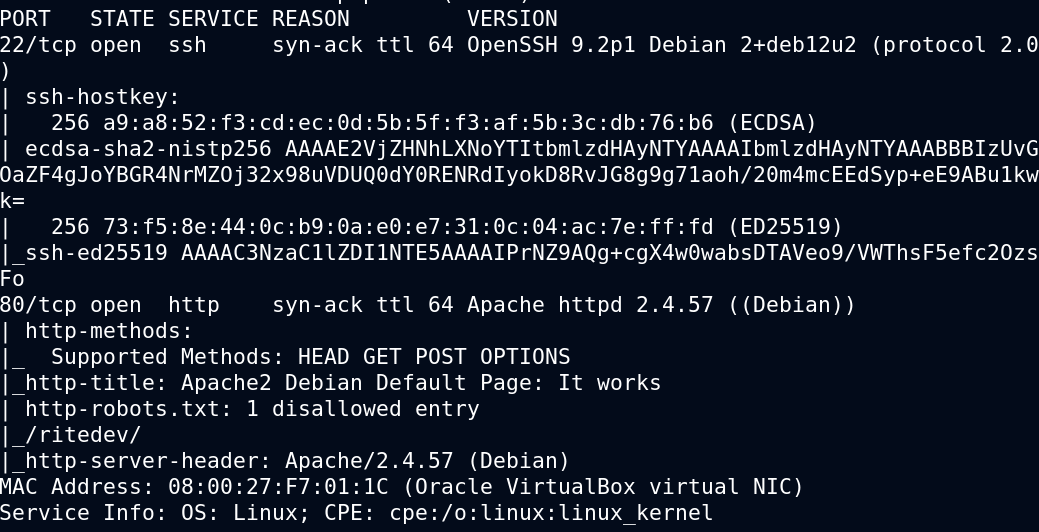 PORT   STATE SERVICE REASON         VERSION
22/tcp open  ssh     syn-ack ttl 64 OpenSSH 9.2p1 Debian 2+deb12u2 (protocol 2.0
)
| ssh-hostkey:
|   256 a9:a8:52:f3:cd:ec:0d:5b:5f:f3:af:5b:3c:db:76:b6 (ECDSA)
| ecdsa-sha2-nistp256 AAAAE2VjZHNhLXNoYTItbmlzdHAyNTYAAAAIbmlzdHAyNTYAAABBBIzUvG
OaZF4gJoYBGR4NrMZOj32x98uVDUQ0dY0RENRdIyokD8RvJG8g9g71aoh/20m4mcEEdSyp+eE9ABu1kw
k=
|   256 73:f5:8e:44:0c:b9:0a:e0:e7:31:0c:04:ac:7e:ff:fd (ED25519)
|_ssh-ed25519 AAAAC3NzaC1lZDI1NTE5AAAAIPrNZ9AQg+cgX4w0wabsDTAVeo9/VWThsF5efc2Ozs
Fo
80/tcp open  http    syn-ack ttl 64 Apache httpd 2.4.57 ((Debian))
| http-methods:
|_  Supported Methods: HEAD GET POST OPTIONS
|_http-title: Apache2 Debian Default Page: It works
| http-robots.txt: 1 disallowed entry
|_/ritedev/
|_http-server-header: Apache/2.4.57 (Debian)
MAC Address: 08:00:27:F7:01:1C (Oracle VirtualBox virtual NIC)
Service Info: OS: Linux; CPE: cpe:/o:linux:linux_kernel